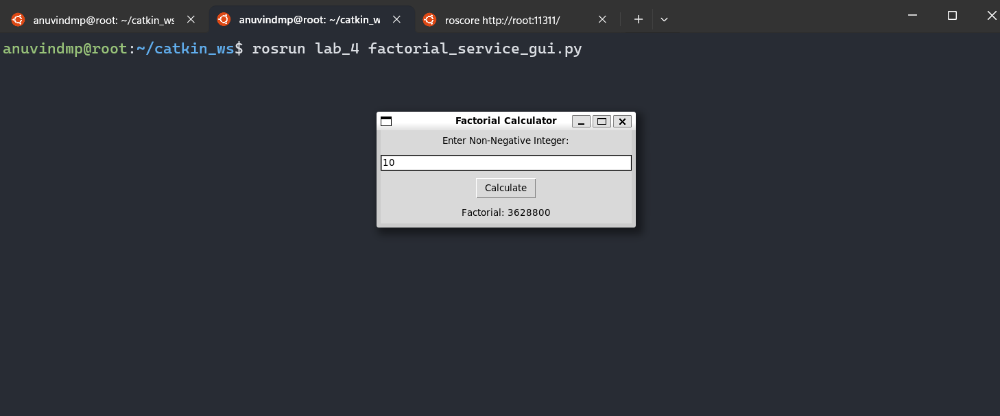 anuvindmp@root: ~/catkin_ws
anuvindmp@root: ~/catkin_w
roscore http://root:11311/
anuvindmp@root:~/catkin_ws$ rosrun lab_4 factorial_service_gui.py
Factorial Calculator
Enter Non-Negative Integer:
10
Calculate
Factorial: 3628800